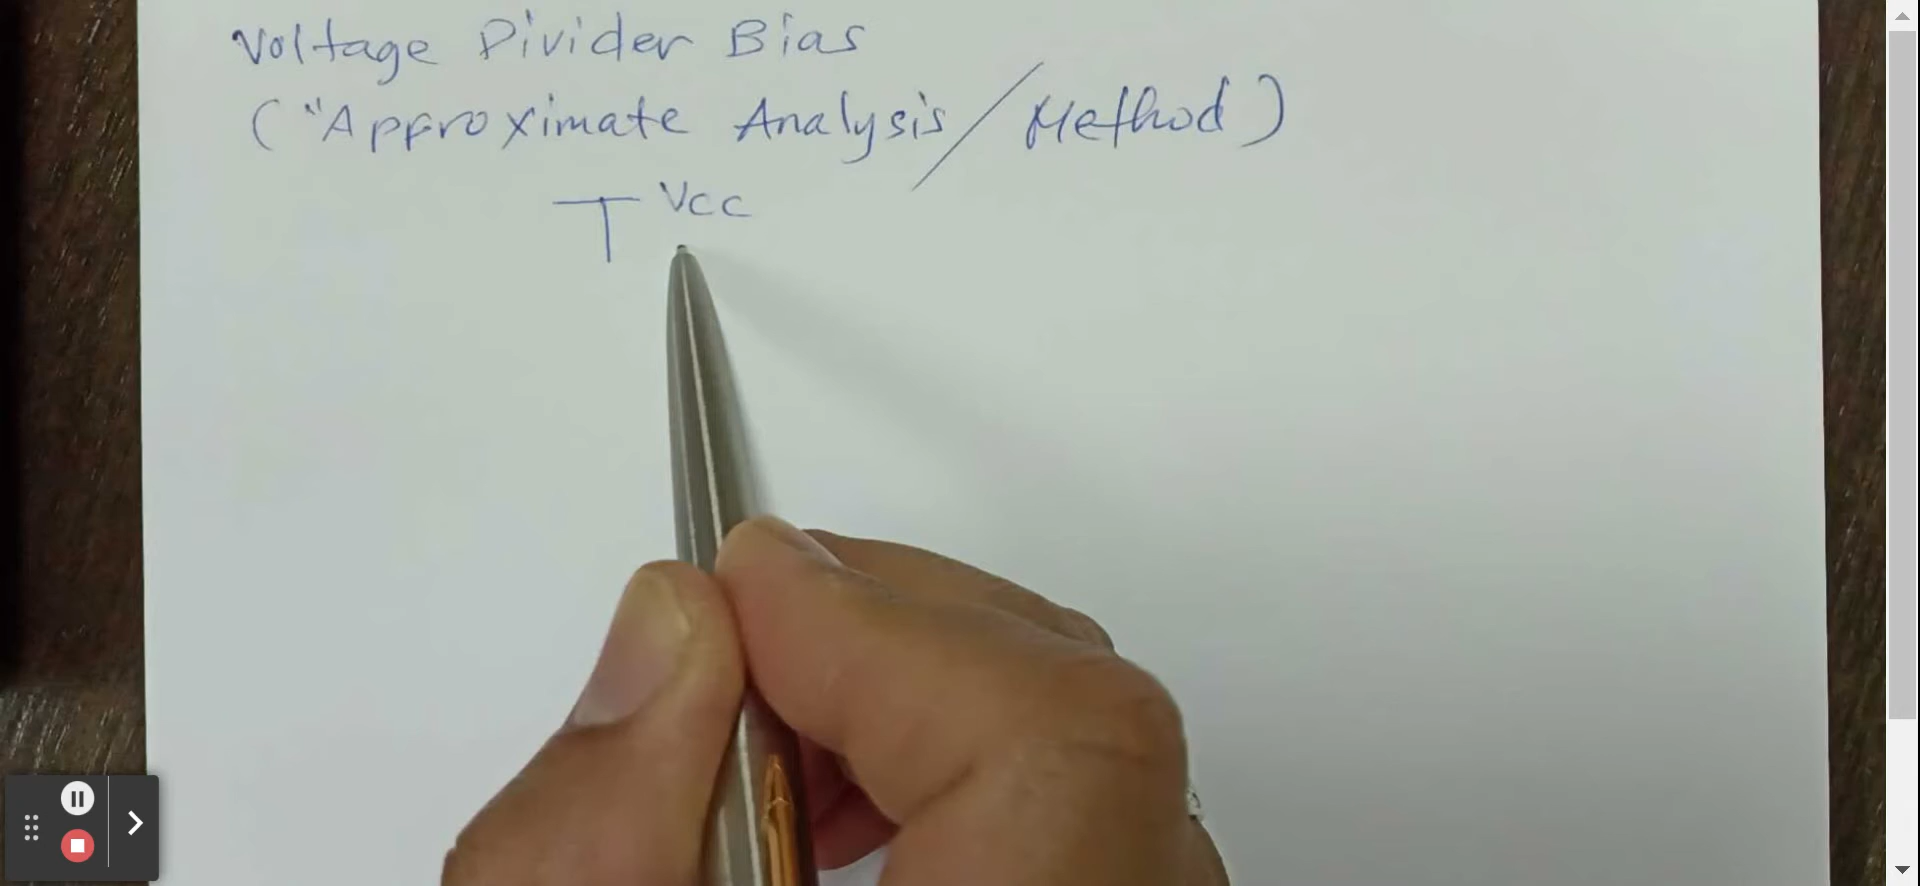 Voltage Divider Bias
("Approximate Analysis/Method)
Vcc